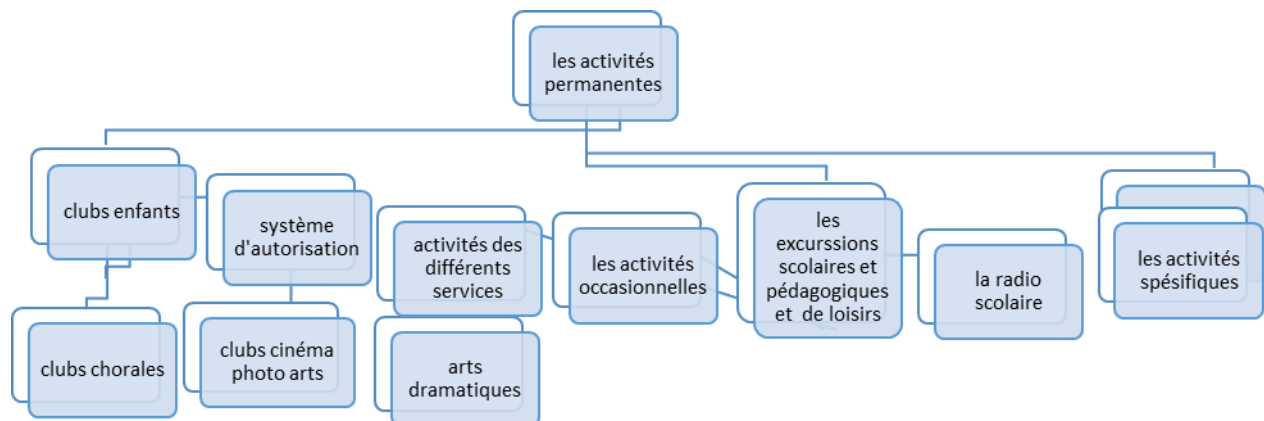 les activités
permanentes
clubs enfants
système
d'autorisation
activités des
différents
services
les activités
occasionnelles
les
excurssions
scolaires et
pédagogiques
et de loisirs
la radio
scolaire
les activités
spésifiques
clubs chorales
clubs cinéma
photo arts
arts
dramatiques